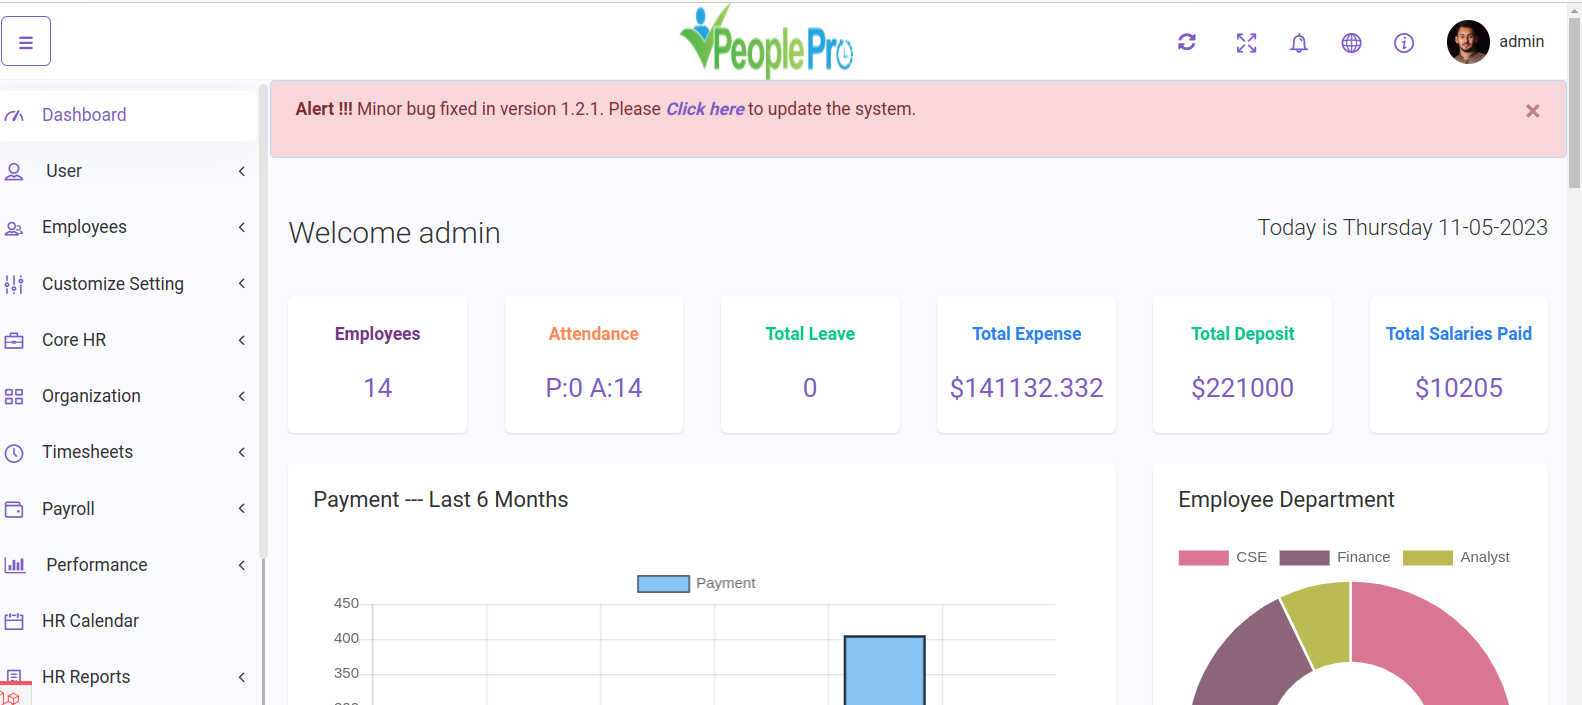 PeoplePro
admin
Alert !!! Minor bug fixed in version 1.2.1. Please Click here to update the system.
×
Dashboard
User
Employees
Customize Setting
Core HR
Organization
Timesheets
Payroll
Performance
HR Calendar
HR Reports
Welcome admin
Today is Thursday 11-05-2023
Employees
14
Attendance
P:0 A:14
Total Leave
0
Total Expense
$141132.332
Total Deposit
$221000
Total Salaries Paid
$10205
Payment --- Last 6 Months
Payment
450
400
350
Employee Department
CSE
Finance
Analyst